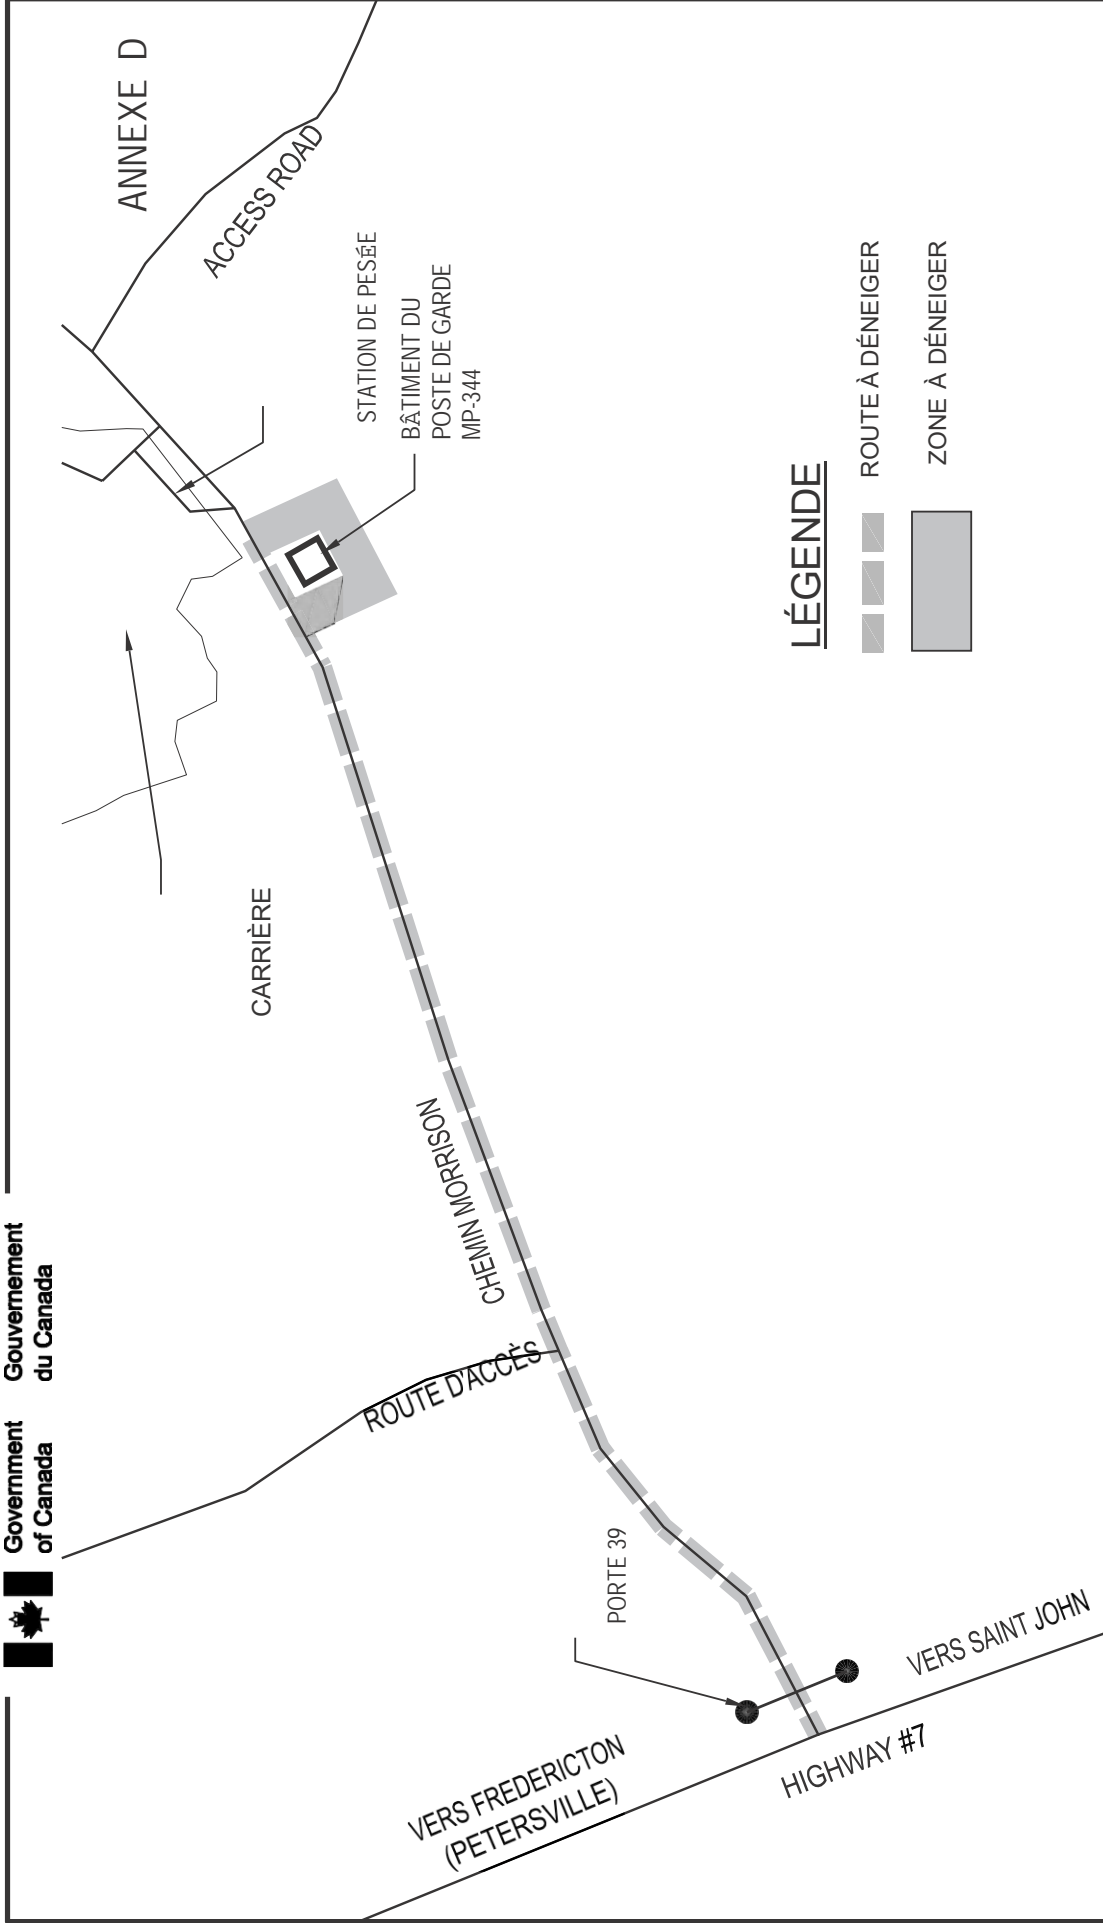 Government
of Canada
Gouvernement
du Canada
ANNEXE D
ACCESS ROAD
STATION DE PESÉE
BÂTIMENT DU
POSTE DE GARDE
MP-344
CARRIÈRE
CHEMIN MORRISON
ROUTE D'ACCÈS
PORTE 39
VERS FREDERICTON
(PETERSVILLE)
HIGHWAY #7
VERS SAINT JOHN
LÉGENDE
ROUTE À DÉNEIGER
ZONE À DÉNEIGER